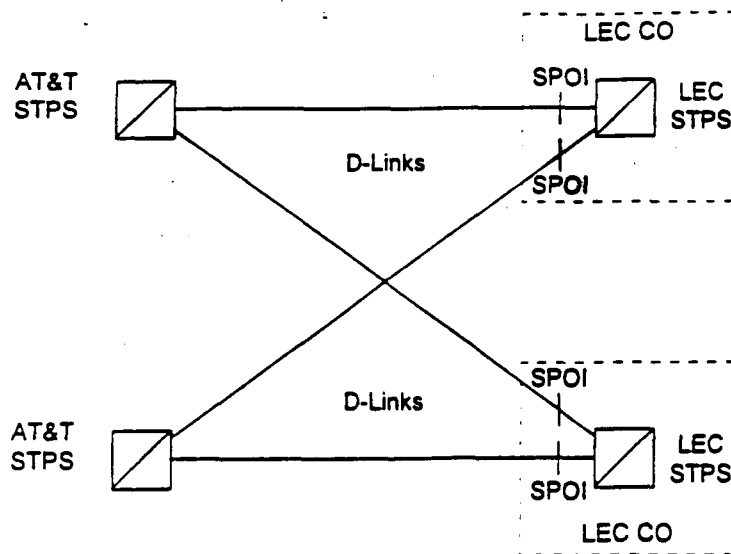 LEC CO
AT&T
STPS
SPOI
LEC
STPS
D-Links
SPOI
SPOI
D-Links
AT&T
STPS
LEC
STPS
SPOI
LEC CO